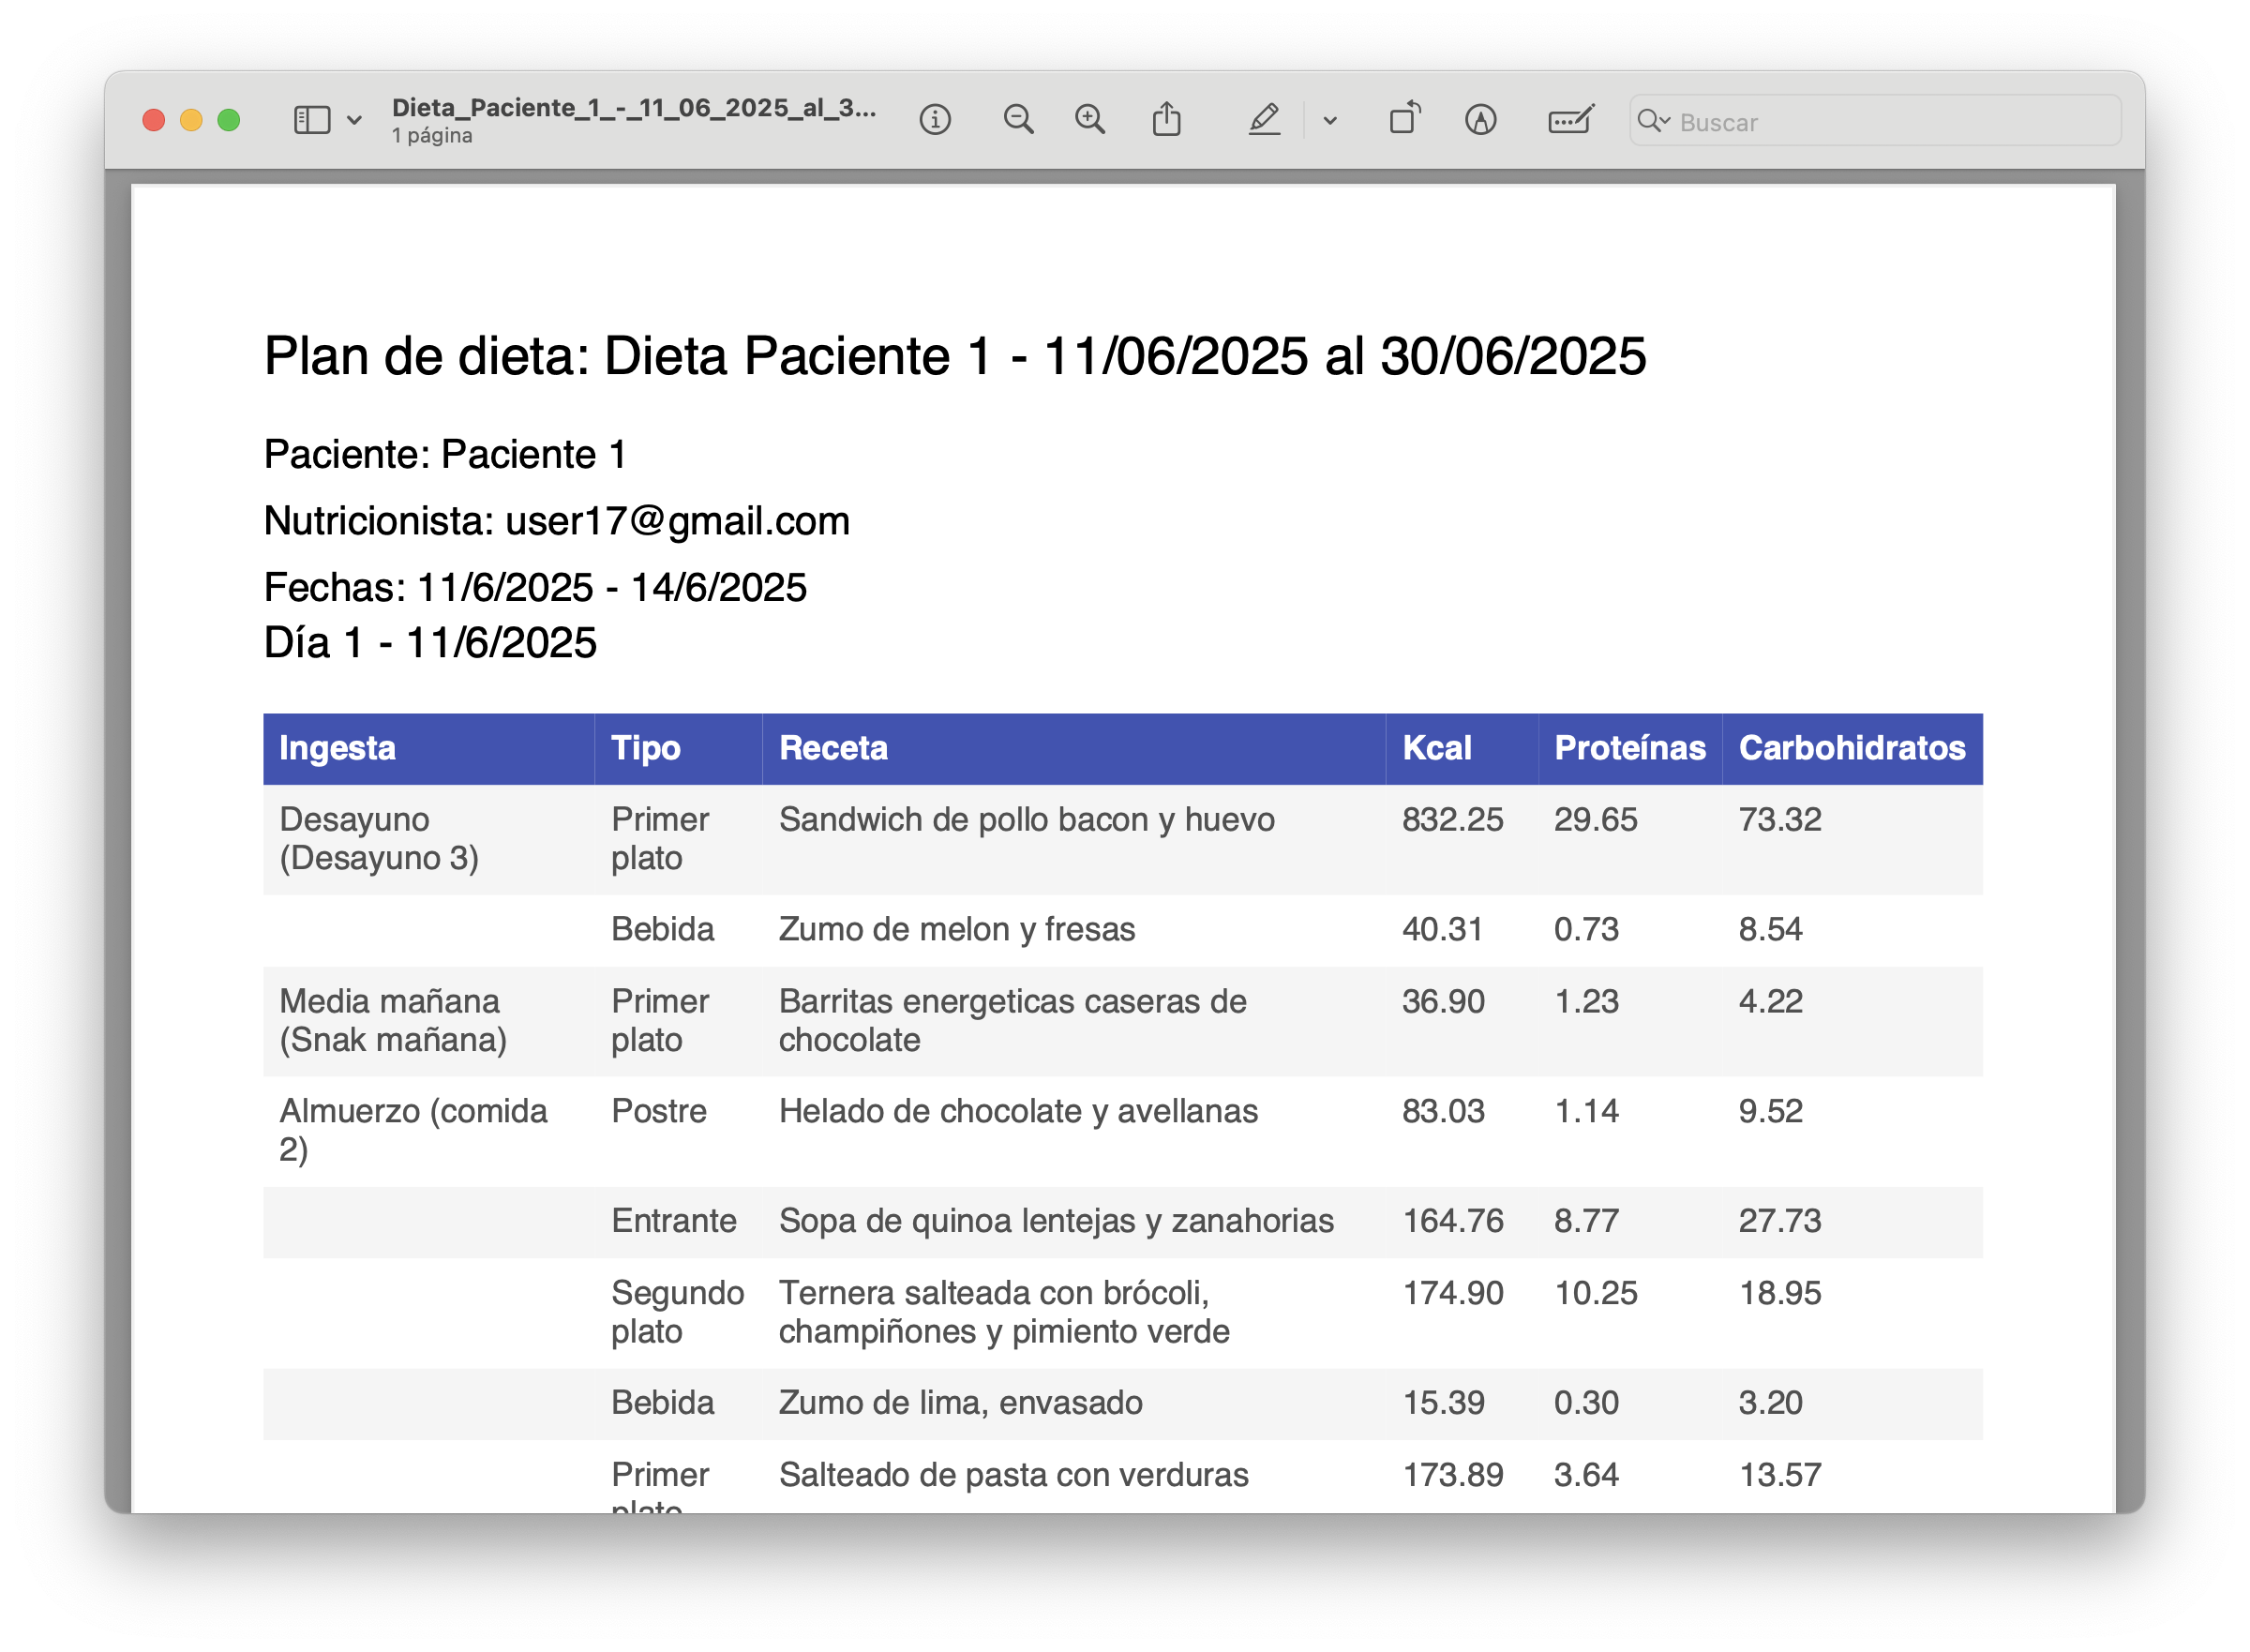 Dieta_Paciente_1_-_11_06_2025_al_3...
1 página
Buscar
Plan de dieta: Dieta Paciente 1 - 11/06/2025 al 30/06/2025
Paciente: Paciente 1
Nutricionista: user17@gmail.com
Fechas: 11/6/2025 - 14/6/2025
Día 1 - 11/6/2025
Ingesta Tipo Receta Kcal Proteínas Carbohidratos
Desayuno Primer Sandwich de pollo bacon y huevo 832.25 29.65 73.32
(Desayuno 3) plato
Bebida Zumo de melon y fresas 40.31 0.73 8.54
Media mañana Primer Barritas energeticas caseras de 36.90 1.23 4.22
(Snak mañana) plato chocolate
Almuerzo (comida Postre Helado de chocolate y avellanas 83.03 1.14 9.52
2)
Entrante Sopa de quinoa lentejas y zanahorias 164.76 8.77 27.73
Segundo Ternera salteada con brócoli, 174.90 10.25 18.95
plato champiñones y pimiento verde
Bebida Zumo de lima, envasado 15.39 0.30 3.20
Primer Salteado de pasta con verduras 173.89 3.64 13.57
plato